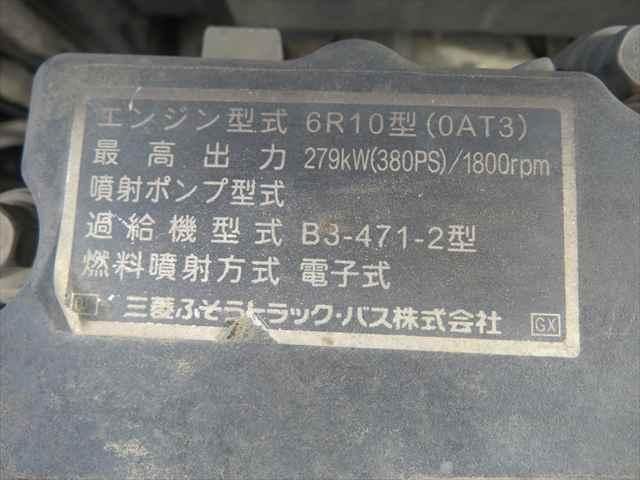 エンジン型式 6R10型(0AT3)
最高出力 279kW(380PS)/1800rpm
噴射ポンプ型式
過給機型式 B3-471-2型
燃料噴射方式 電子式
三菱ふそうトラック・バス株式会社 GX